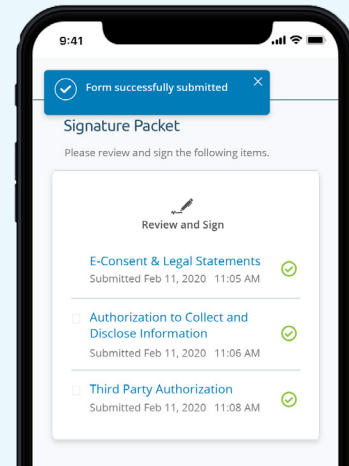 9:41
Form successfully submitted
Signature Packet
Please review and sign the following items.
Review and Sign
E-Consent & Legal Statements
Submitted Feb 11, 2020 11:05 AM
Authorization to Collect and
Disclose Information
Submitted Feb 11, 2020 11:06 AM
Third Party Authorization
Submitted Feb 11, 2020 11:08 AM